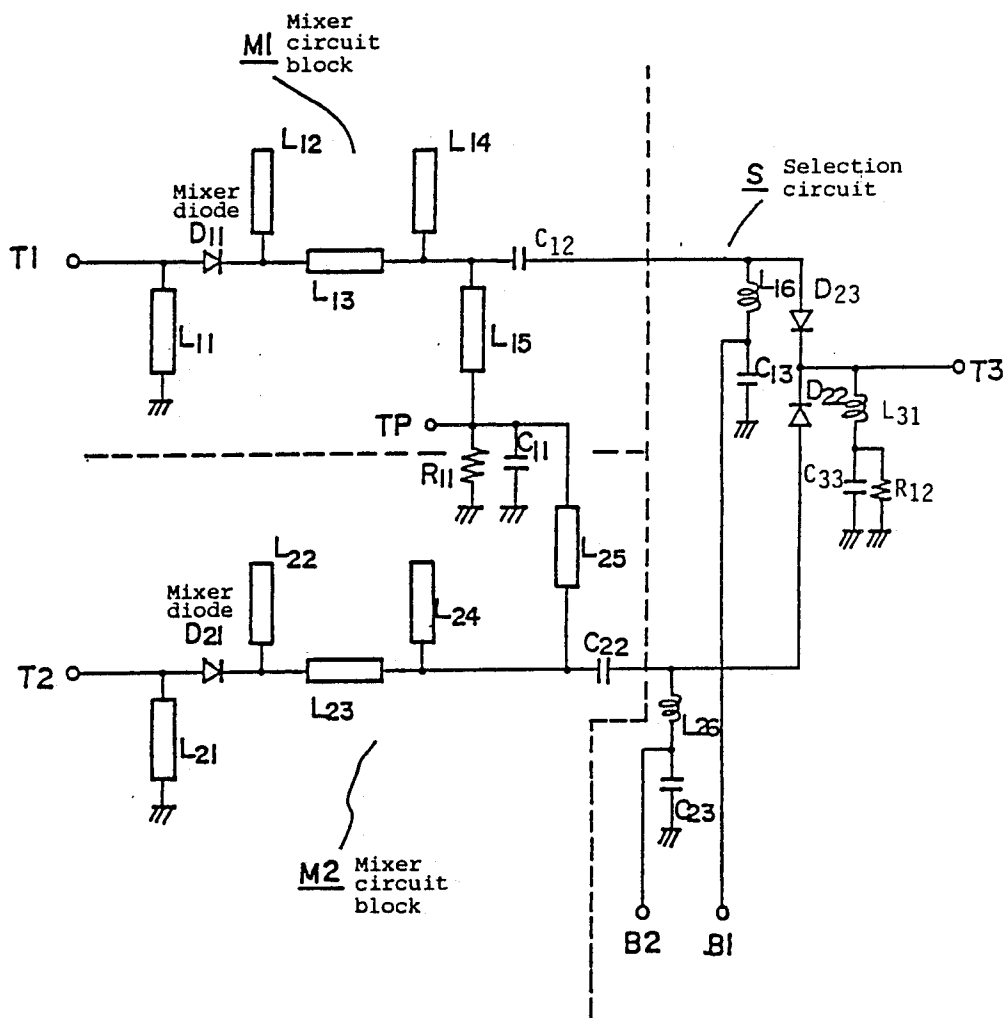 M1 Mixer
circuit
block
L12
L14
S Selection
circuit
Mixer
diode
D11
T1
C12
L13
L16
D23
L11
L15
C13
T3
D22
L31
TP
C11
R11
C33
R12
L22
L25
Mixer
diode
D21
L24
C22
T2
L23
L26
L21
C23
M2 Mixer
circuit
block
B2
B1